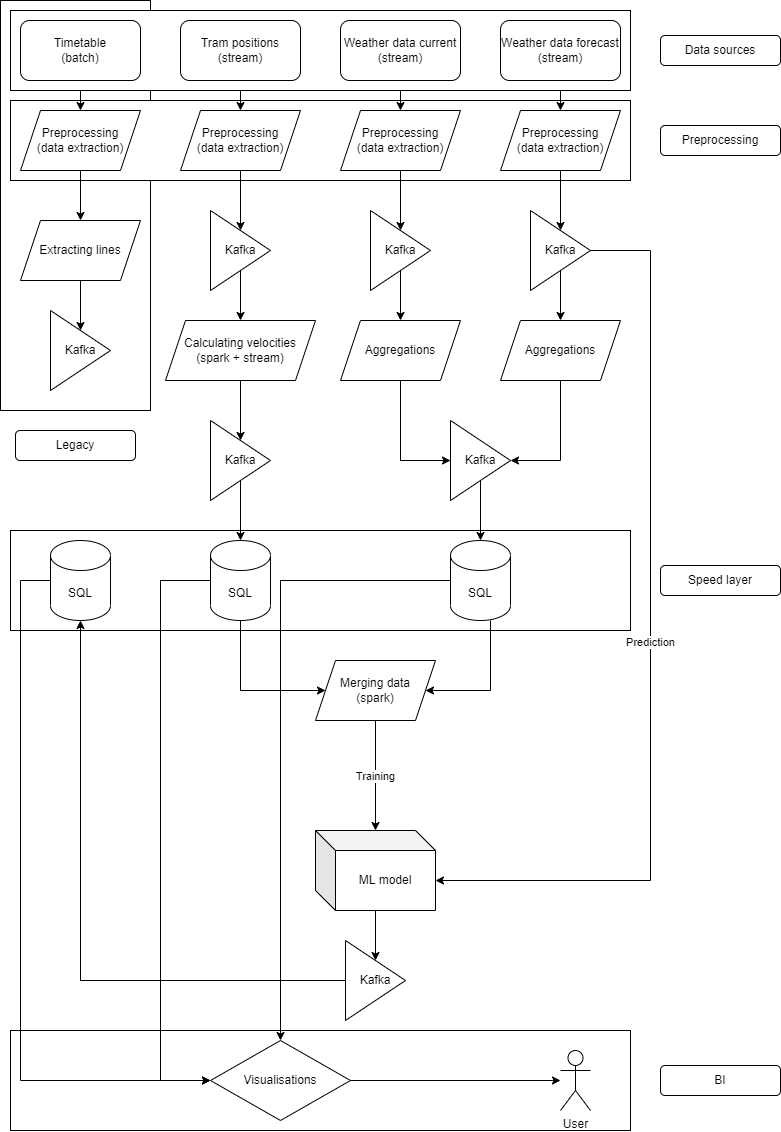 Timetable
(batch)
Tram positions
(stream)
Weather data current
(stream)
Weather data forecast
(stream)
Data sources
Preprocessing
(data extraction)
Preprocessing
(data extraction)
Preprocessing
(data extraction)
Preprocessing
(data extraction)
Preprocessing
Extracting lines
Kafka
Kafka
Kafka
Kafka
Calculating velocities
(spark + stream)
Aggregations
Aggregations
Legacy
Kafka
Kafka
SQL
SQL
SQL
Speed layer
Prediction
Merging data
(spark)
Training
ML model
Kafka
Visualisations
User
BI